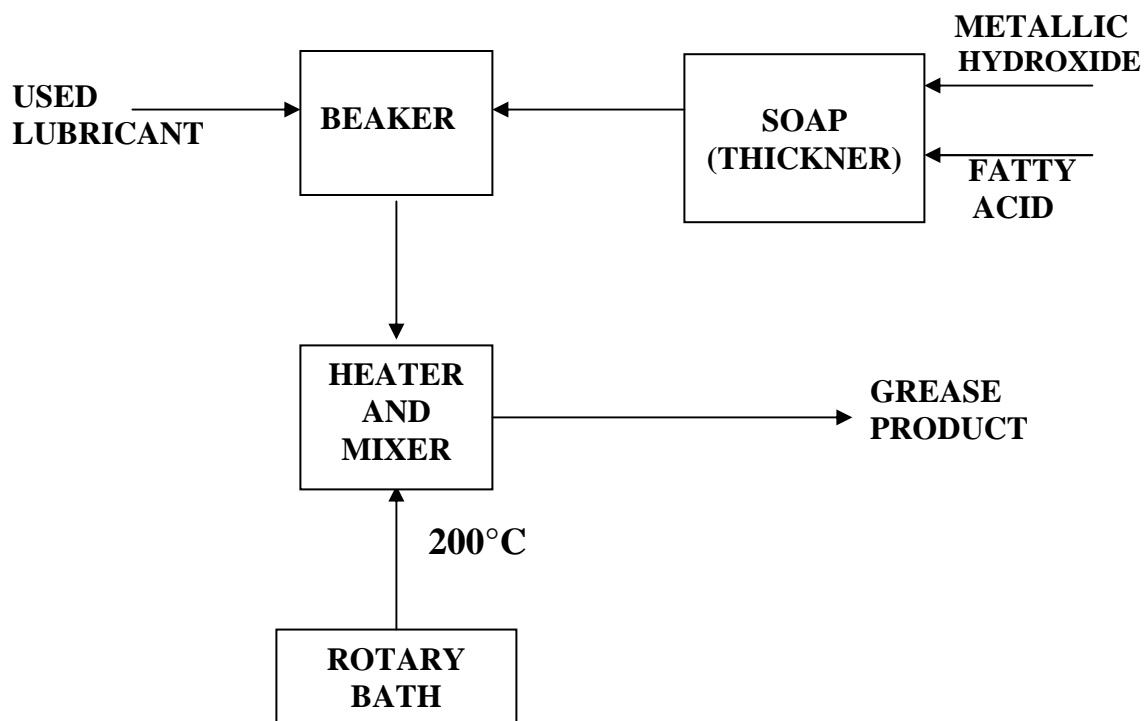 METALLIC
HYDROXIDE
USED
LUBRICANT
BEAKER
SOAP
(THICKNER)
FATTY
ACID
HEATER
AND
MIXER
GREASE
PRODUCT
200°C
ROTARY
BATH